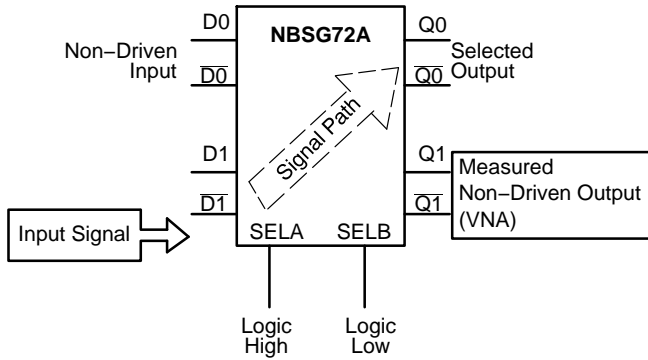 D0
NBSG72A
Q0
Non−Driven
Input
Selected
Output
D0
Q0
Signal Path
D1
Q1
Measured
Non−Driven Output
(VNA)
D1
Q1
Input Signal
SELA
SELB
Logic
High
Logic
Low